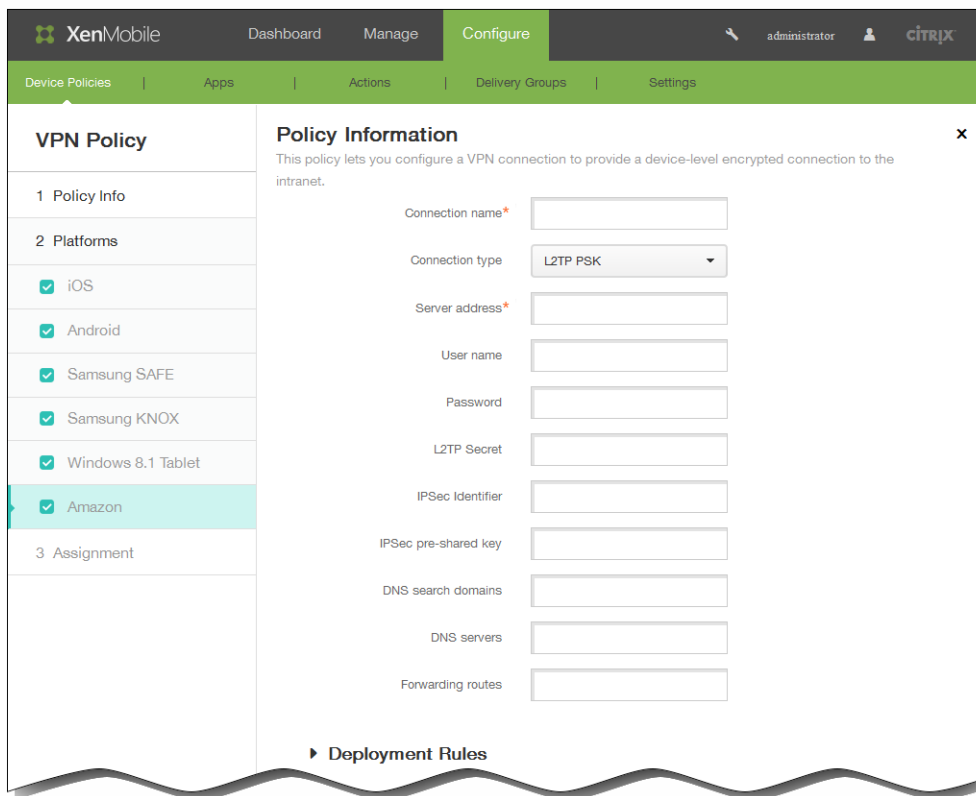 XenMobile Dashboard Manage Configure administrator CİTRIX
Device Policies | Apps | Actions | Delivery Groups | Settings
VPN Policy
1 Policy Info
2 Platforms
iOS
Android
Samsung SAFE
Samsung KNOX
Windows 8.1 Tablet
Amazon
3 Assignment
Policy Information x
This policy lets you configure a VPN connection to provide a device-level encrypted connection to the
intranet.
Connection name*
Connection type L2TP PSK
Server address*
User name
Password
L2TP Secret
IPSec Identifier
IPSec pre-shared key
DNS search domains
DNS servers
Forwarding routes
Deployment Rules